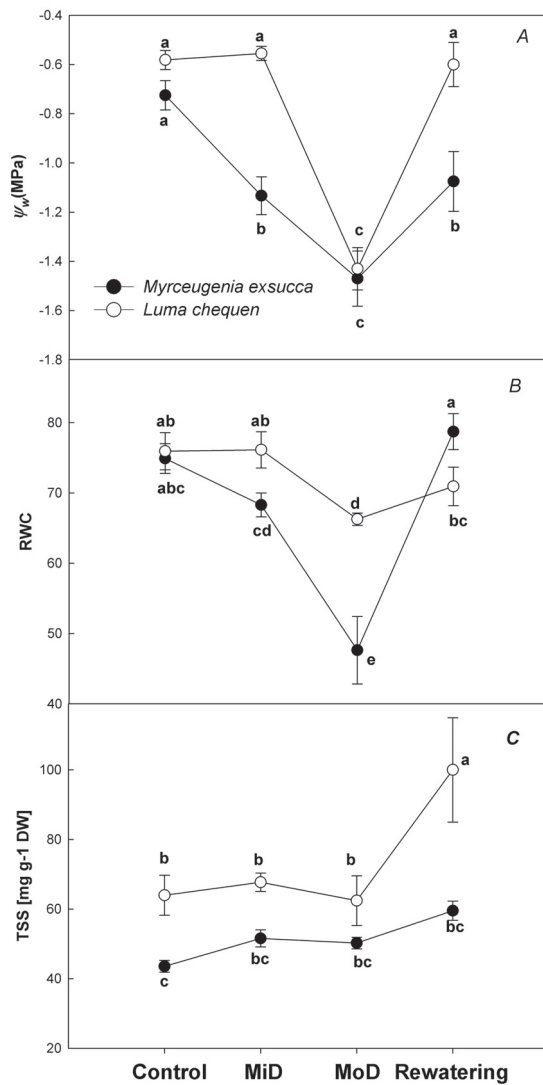 -0.4
a
a
A
-0.6
a
-0.8
a
-1.0
ψw(MPa)
-1.2
b
b
c
-1.4
Myrceugenia exsucca
Luma chequen
-1.6
c
-1.8
B
a
ab
ab
80
abc
70
d
cd
bc
RWC
60
50
e
40
C
100
a
80
b
b
b
TSS [mg g-1 DW]
60
bc
bc
bc
40
c
20
0
Control MiD MoD Rewatering